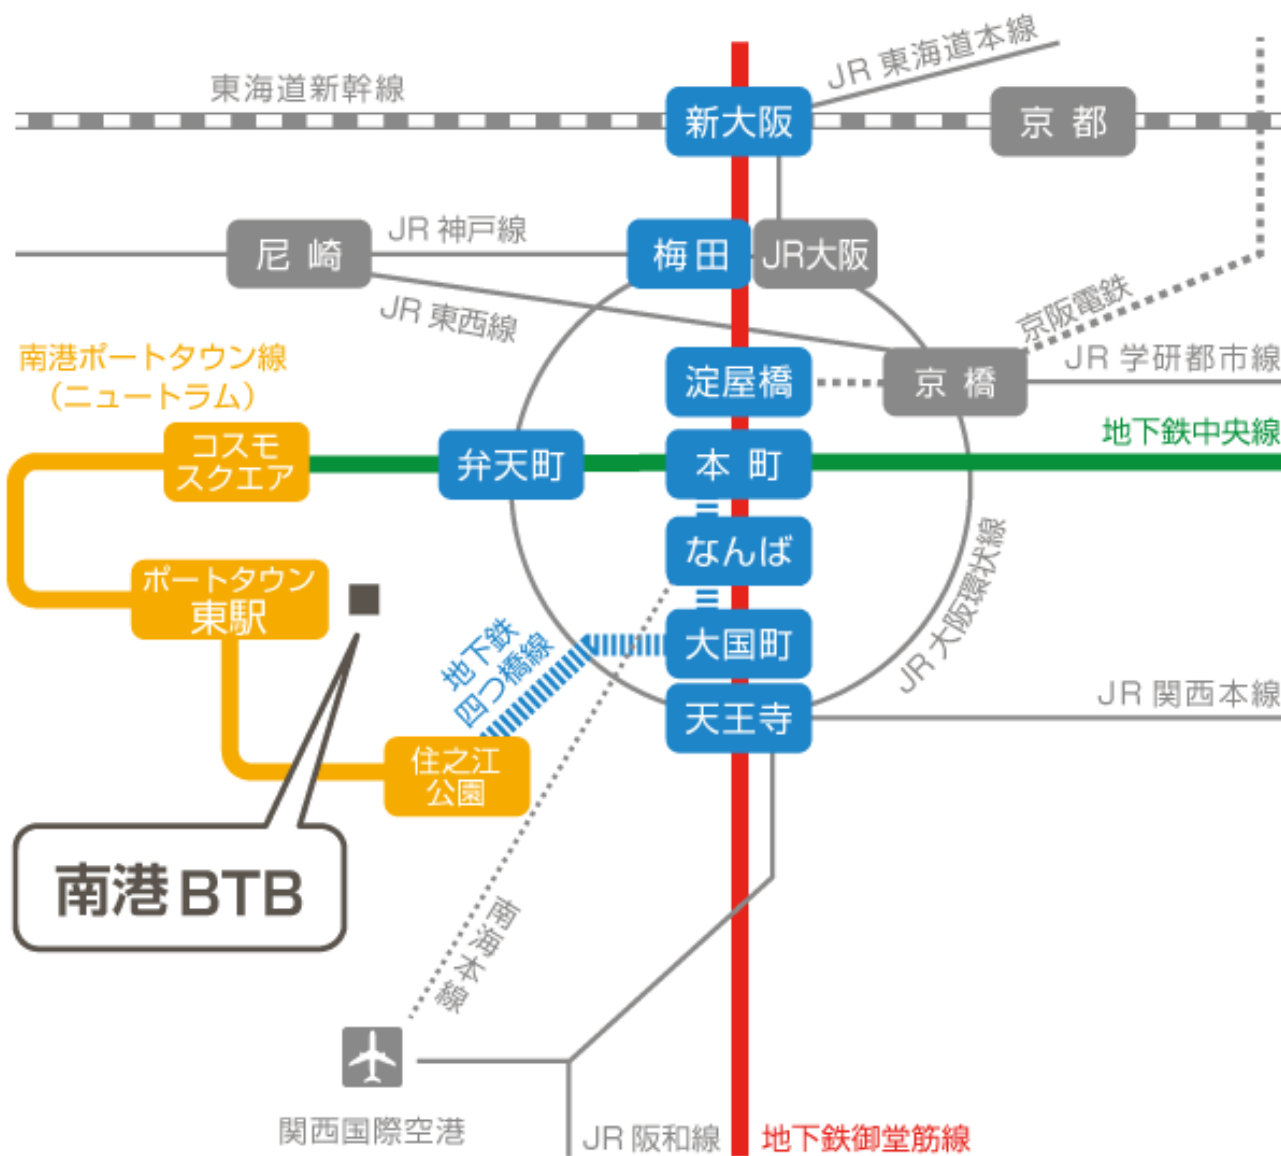 JR 東海道本線
東海道新幹線
新大阪
京都
JR 神戸線
尼崎
梅田
JR大阪
JR 東西線
京阪電鉄
南港ポートタウン線
（ニュートラム）
淀屋橋
京橋
JR 学研都市線
地下鉄中央線
コスモ
スクエア
弁天町
本町
なんば
ポートタウン
東駅
JR 大阪環状線
地下鉄
四つ橋線
大国町
JR 関西本線
天王寺
住之江
公園
南港BTB
南海本線
関西国際空港
JR 阪和線
地下鉄御堂筋線